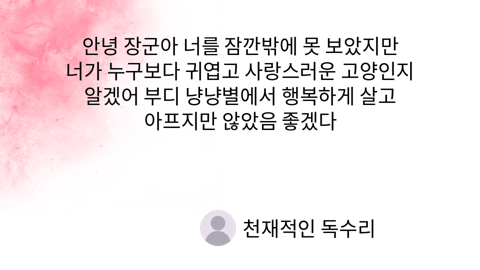 안녕 장군아 너를 잠깐밖에 못 보았지만
너가 누구보다 귀엽고 사랑스러운 고양인지
알겠어 부디 냥냥별에서 행복하게 살고
아프지만 않았음 좋겠다
천재적인 독수리